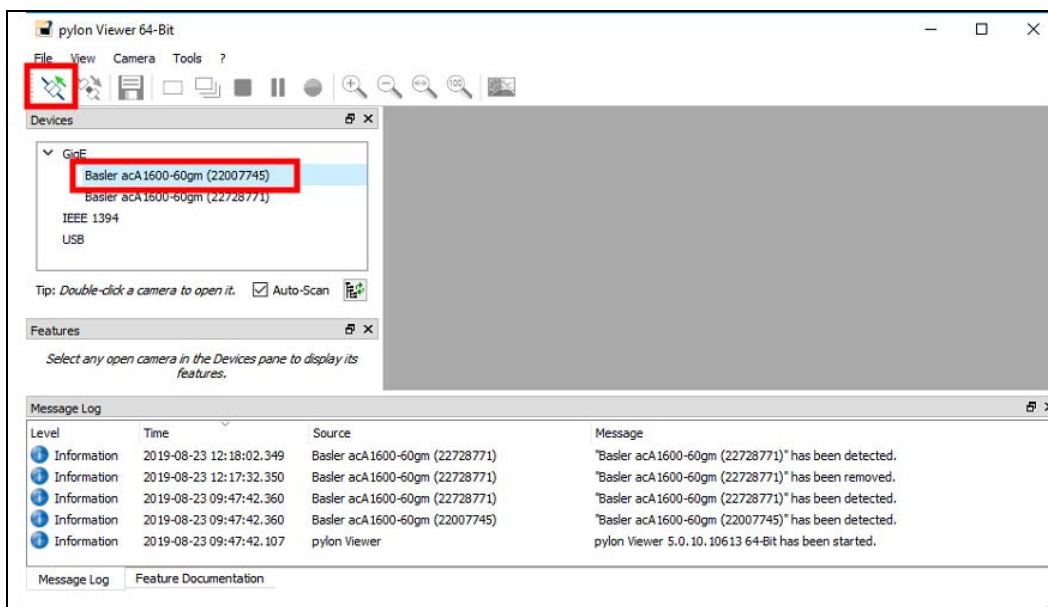 pylon Viewer 64-Bit
File View Camera Tools ?
100
Devices
GigE
Basler acA1600-60gm (22007745)
Basler acA1600-60gm (22728771)
IEEE 1394
USB
Tip: Double-click a camera to open it. Auto-Scan
Features
Select any open camera in the Devices pane to display its
features.
Message Log
Level Time Source Message
Information 2019-08-23 12:18:02.349 Basler acA1600-60gm (22728771) "Basler acA1600-60gm (22728771)" has been detected.
Information 2019-08-23 12:17:32.350 Basler acA1600-60gm (22728771) "Basler acA1600-60gm (22728771)" has been removed.
Information 2019-08-23 09:47:42.360 Basler acA1600-60gm (22728771) "Basler acA1600-60gm (22728771)" has been detected.
Information 2019-08-23 09:47:42.360 Basler acA1600-60gm (22007745) "Basler acA1600-60gm (22007745)" has been detected.
Information 2019-08-23 09:47:42.107 pylon Viewer pylon Viewer 5.0.10.10613 64-Bit has been started.
Message Log Feature Documentation